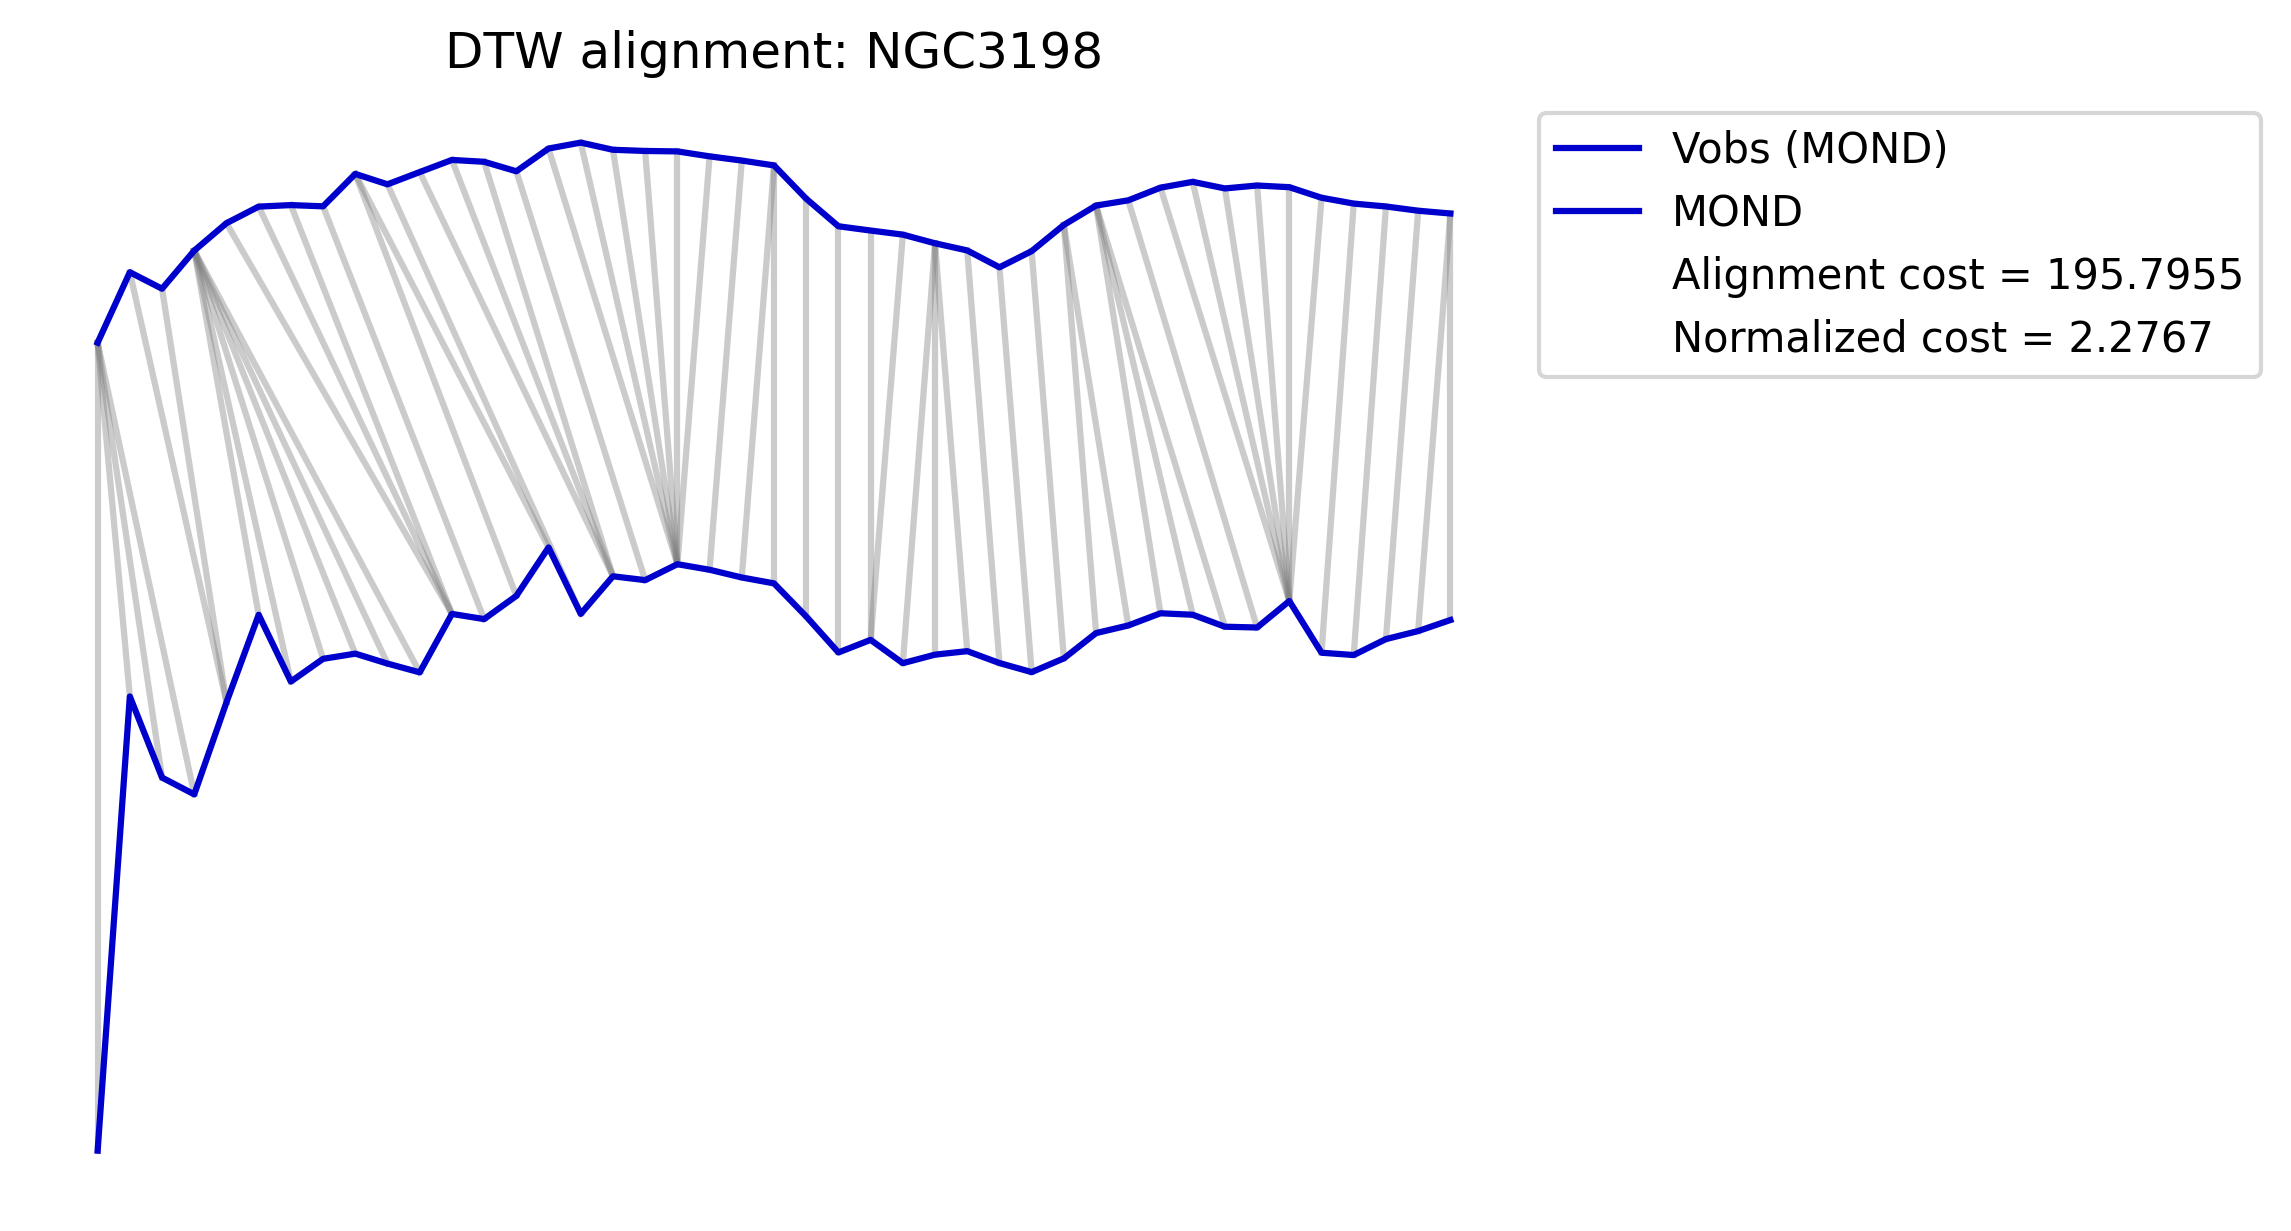 DTW alignment: NGC3198
Vobs (MOND)
MOND
Alignment cost = 195.7955
Normalized cost = 2.2767